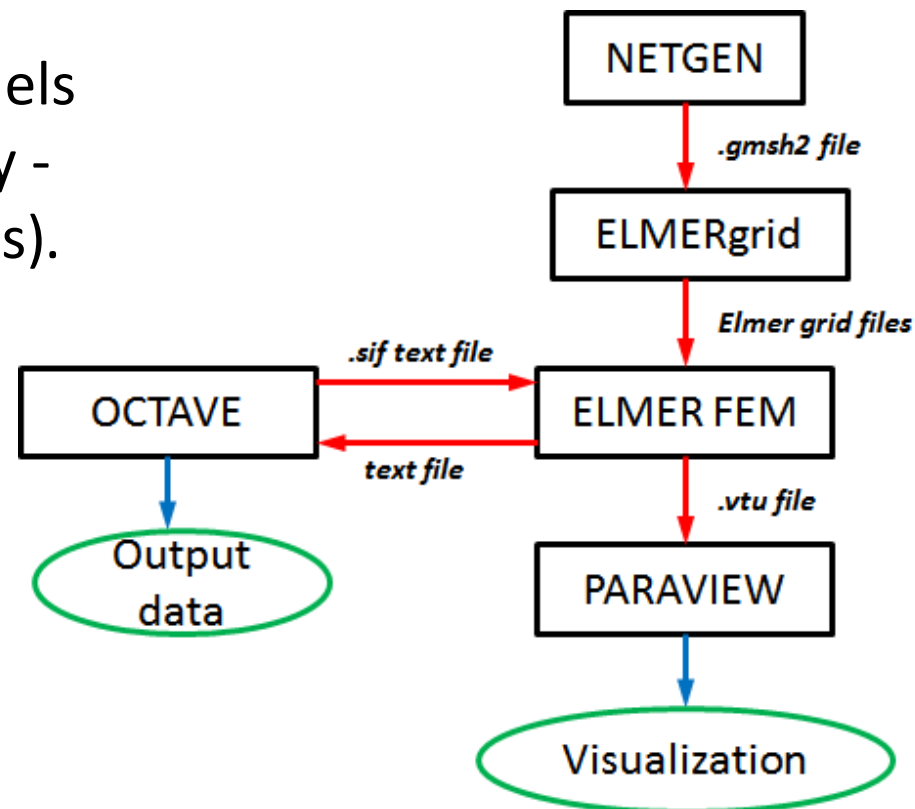 els
y -
s).
NETGEN
.gmsh2 file
ELMERgrid
Elmer grid files
.sif text file
OCTAVE
ELMER FEM
text file
.vtu file
Output
data
PARAVIEW
Visualization